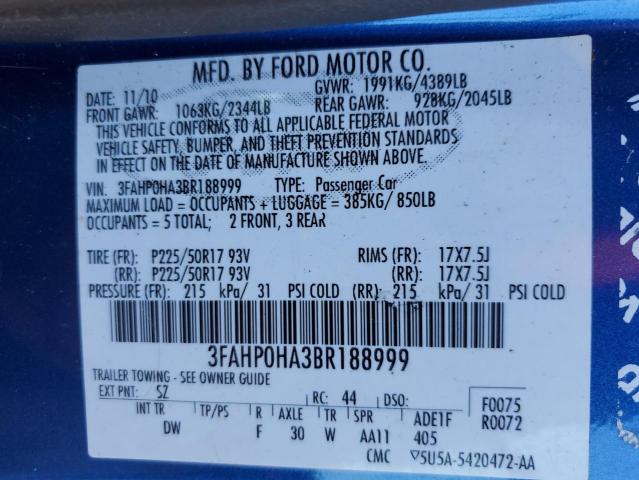 MFD. BY FORD MOTOR CO.
DATE: 11/10 GVWR: 1991KG/4389LB
FRONT GAWR: 1063KG/2344LB REAR GAWR: 928KG/2045LB
THIS VEHICLE CONFORMS TO ALL APPLICABLE FEDERAL MOTOR
VEHICLE SAFETY, BUMPER, AND THEFT PREVENTION STANDARDS
IN EFFECT ON THE DATE OF MANUFACTURE SHOWN ABOVE.
VIN: 3FAHP0HA3BR188999 TYPE: Passenger Car
MAXIMUM LOAD = OCCUPANTS + LUGGAGE = 385KG/ 850LB
OCCUPANTS = 5 TOTAL; 2 FRONT, 3 REAR
TIRE (FR): P225/50R17 93V RIMS (FR): 17X7.5J
(RR): P225/50R17 93V (RR): 17X7.5J
PRESSURE (FR): 215 kPa/ 31 PSI COLD (RR): 215 kPa/ 31 PSI COLD
3FAHP0HA3BR188999
TRAILER TOWING - SEE OWNER GUIDE
EXT PNT: SZ RC: 44 DSO: F0075
INT TR TP/PS R AXLE TR SPR ADE1F R0072
DW F 30 W AA11 405
CMC ▽5U5A-5420472-AA